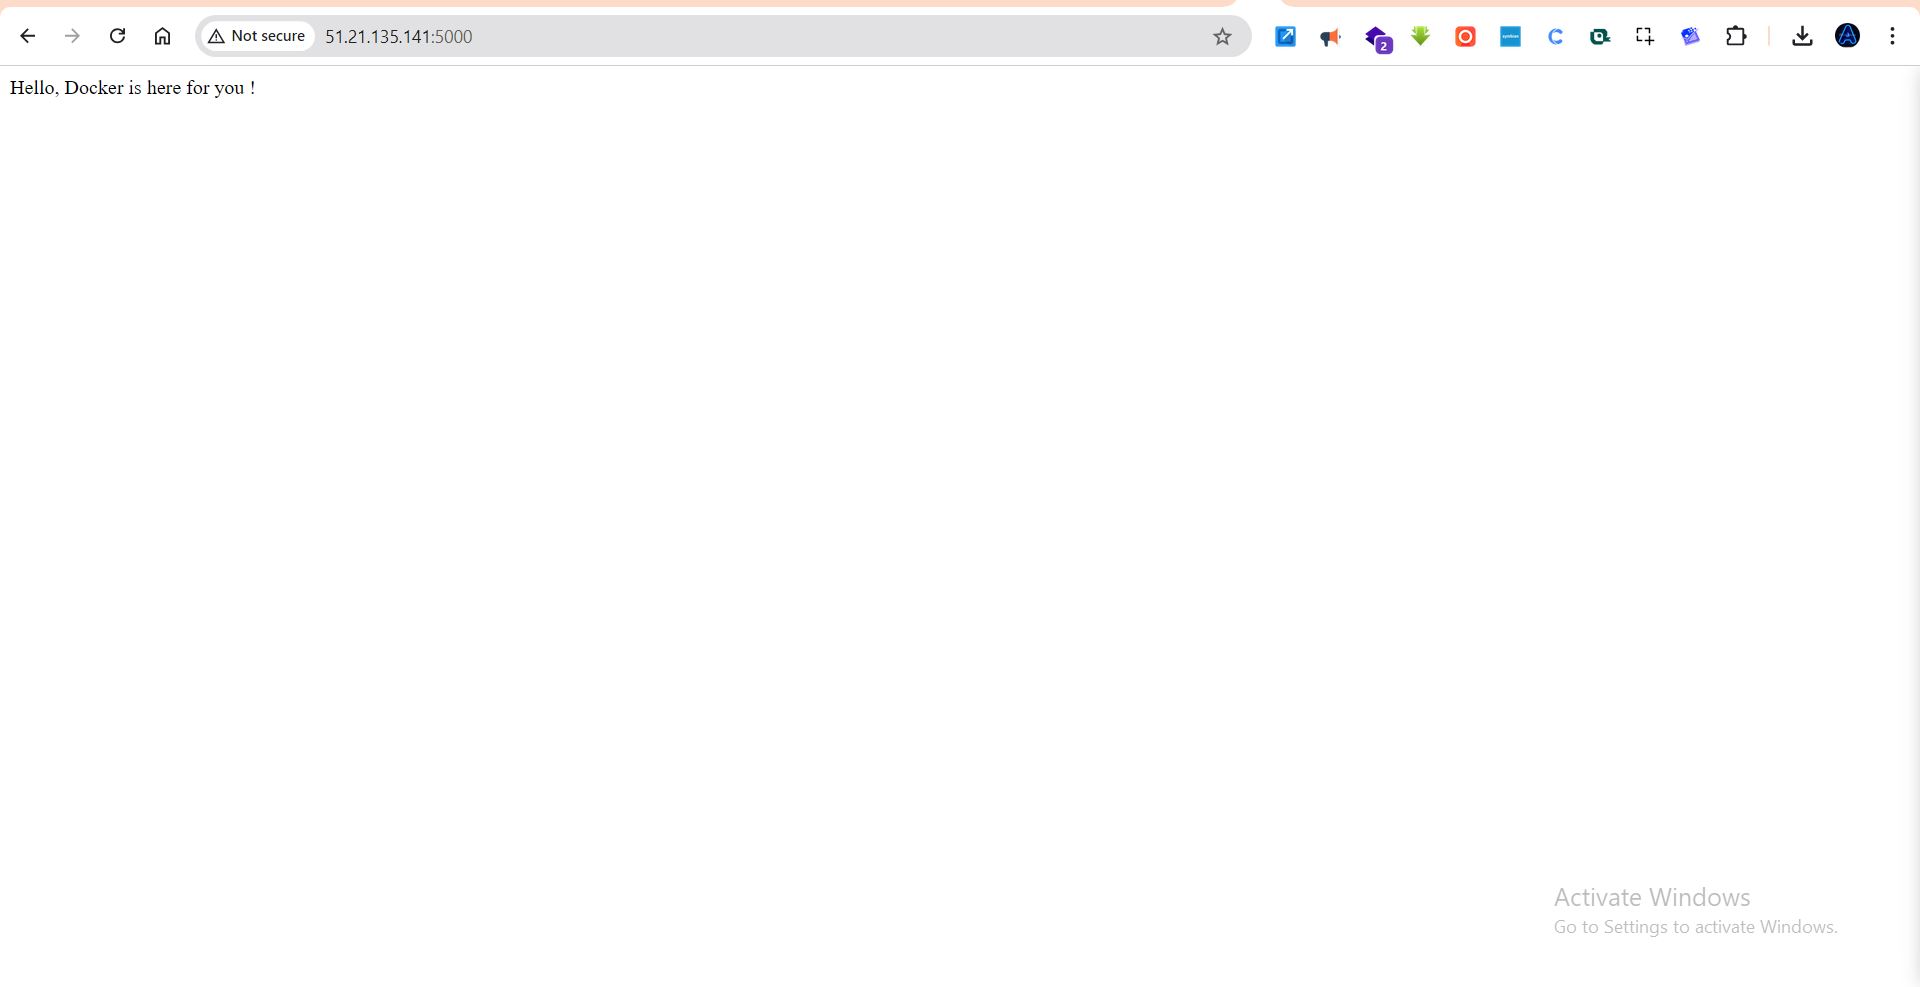 Not secure 51.21.135.141:5000
2
Hello, Docker is here for you !
Activate Windows
Go to Settings to activate Windows.